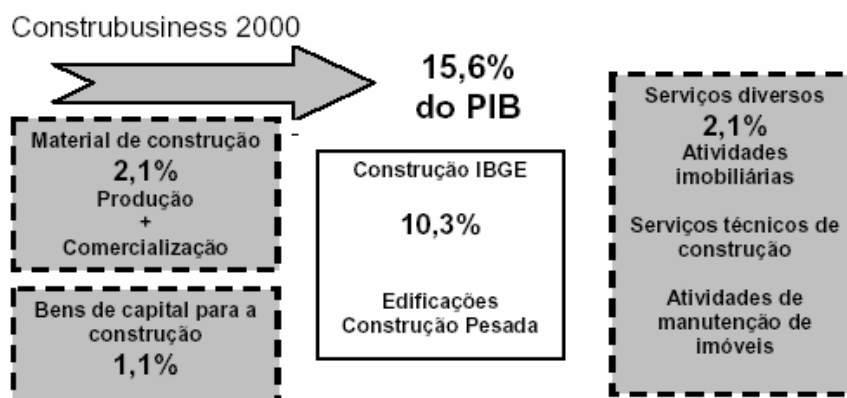 Construbusiness 2000
15,6%
do PIB
Material de construção
2,1%
Produção
+
Comercialização
Bens de capital para a
construção
1,1%
Construção IBGE
10,3%
Edificações
Construção Pesada
Serviços diversos
2,1%
Atividades
imobiliárias
Serviços técnicos de
construção
Atividades de
manutenção de
imóveis